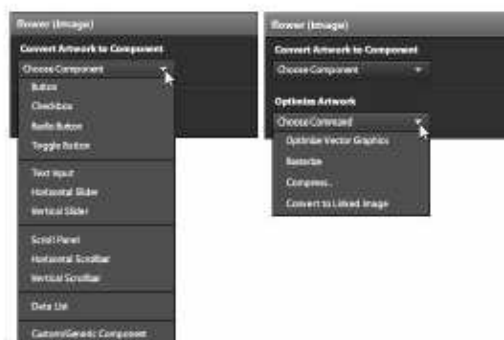 flower (Image)
Convert Artwork to Component
Choose Component
Button
Checkbox
Radio Button
Toggle Button
Text Input
Horizontal Slider
Vertical Slider
Scroll Panel
Horizontal Scrollbar
Vertical Scrollbar
Data List
Custom/Generic Component
flower (Image)
Convert Artwork to Component
Choose Component
Optimize Artwork
Choose Command
Optimize Vector Graphics
Rasterize
Compress...
Convert to Linked Image